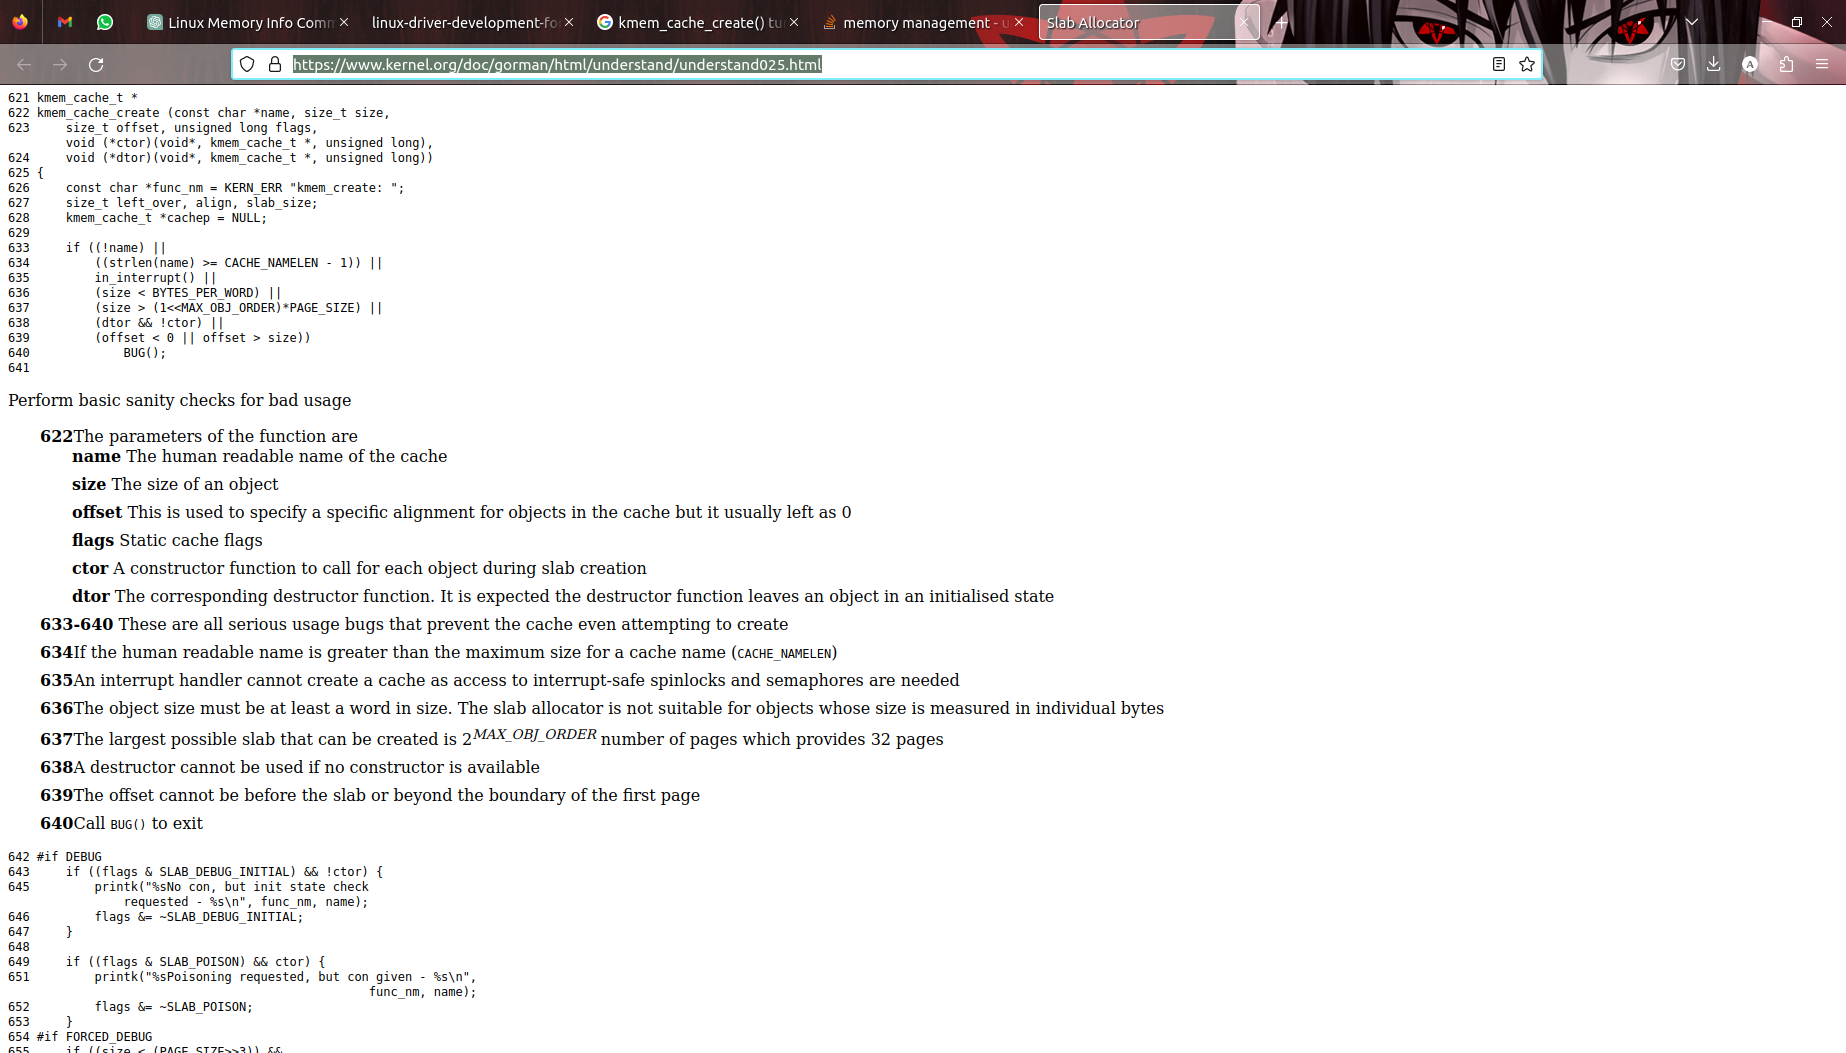 Linux Memory Info Comm
linux-driver-development-fo
kmem_cache_create() tu
memory management - u
Slab Allocator
https://www.kernel.org/doc/gorman/html/understand/understand025.html
621 kmem_cache_t *
622 kmem_cache_create (const char *name, size_t size,
623     size_t offset, unsigned long flags,
        void (*ctor)(void*, kmem_cache_t *, unsigned long),
624     void (*dtor)(void*, kmem_cache_t *, unsigned long))
625 {
626     const char *func_nm = KERN_ERR "kmem_create: ";
627     size_t left_over, align, slab_size;
628     kmem_cache_t *cachep = NULL;
629
633     if ((!name) ||
634         ((strlen(name) >= CACHE_NAMELEN - 1)) ||
635         in_interrupt() ||
636         (size < BYTES_PER_WORD) ||
637         (size > (1<<MAX_OBJ_ORDER)*PAGE_SIZE) ||
638         (dtor && !ctor) ||
639         (offset < 0 || offset > size))
640             BUG();
641
Perform basic sanity checks for bad usage
622The parameters of the function are
name The human readable name of the cache
size The size of an object
offset This is used to specify a specific alignment for objects in the cache but it usually left as 0
flags Static cache flags
ctor A constructor function to call for each object during slab creation
dtor The corresponding destructor function. It is expected the destructor function leaves an object in an initialised state
633-640 These are all serious usage bugs that prevent the cache even attempting to create
634If the human readable name is greater than the maximum size for a cache name (CACHE_NAMELEN)
635An interrupt handler cannot create a cache as access to interrupt-safe spinlocks and semaphores are needed
636The object size must be at least a word in size. The slab allocator is not suitable for objects whose size is measured in individual bytes
637The largest possible slab that can be created is 2^MAX_OBJ_ORDER number of pages which provides 32 pages
638A destructor cannot be used if no constructor is available
639The offset cannot be before the slab or beyond the boundary of the first page
640Call BUG() to exit
642 #if DEBUG
643     if ((flags & SLAB_DEBUG_INITIAL) && !ctor) {
645         printk("%sNo con, but init state check
                requested - %s\n", func_nm, name);
646         flags &= ~SLAB_DEBUG_INITIAL;
647     }
648
649     if ((flags & SLAB_POISON) && ctor) {
651         printk("%sPoisoning requested, but con given - %s\n",
                                                  func_nm, name);
652         flags &= ~SLAB_POISON;
653     }
654 #if FORCED_DEBUG
655     if ((size < (PAGE_SIZE>>3)) &&